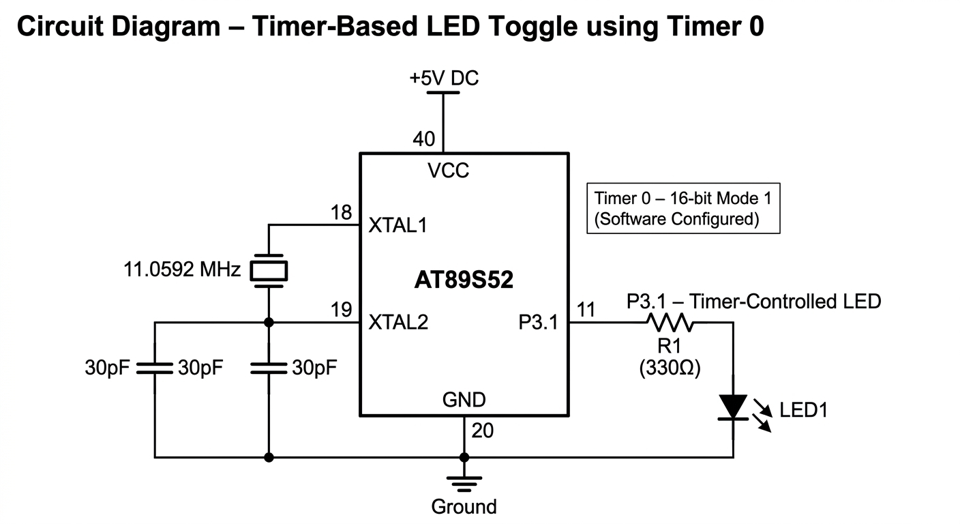 Circuit Diagram – Timer-Based LED Toggle using Timer 0
+5V DC
40
VCC
Timer 0 – 16-bit Mode 1
(Software Configured)
18
XTAL1
11.0592 MHz
AT89S52
19
XTAL2
P3.1
11
P3.1 – Timer-Controlled LED
R1
(330Ω)
30pF
30pF
30pF
GND
20
LED1
Ground